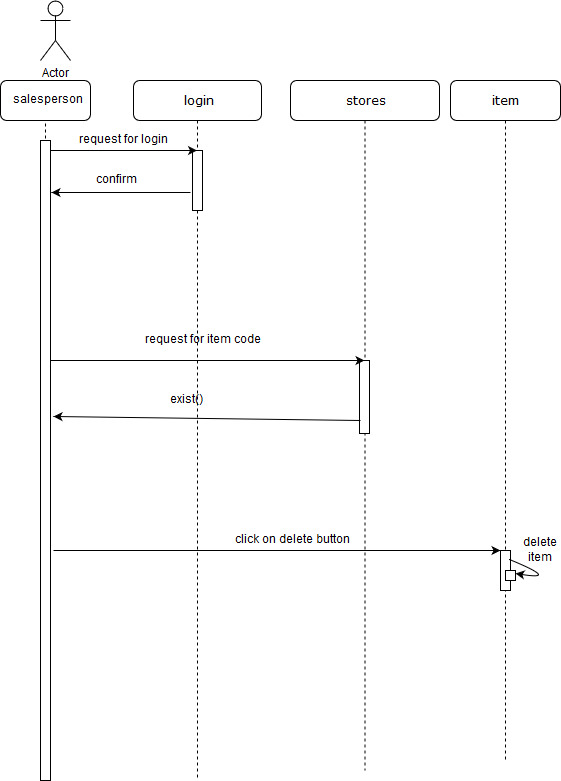 Actor
salesperson
login
stores
item
request for login
confirm
request for item code
exist()
click on delete button
delete
item